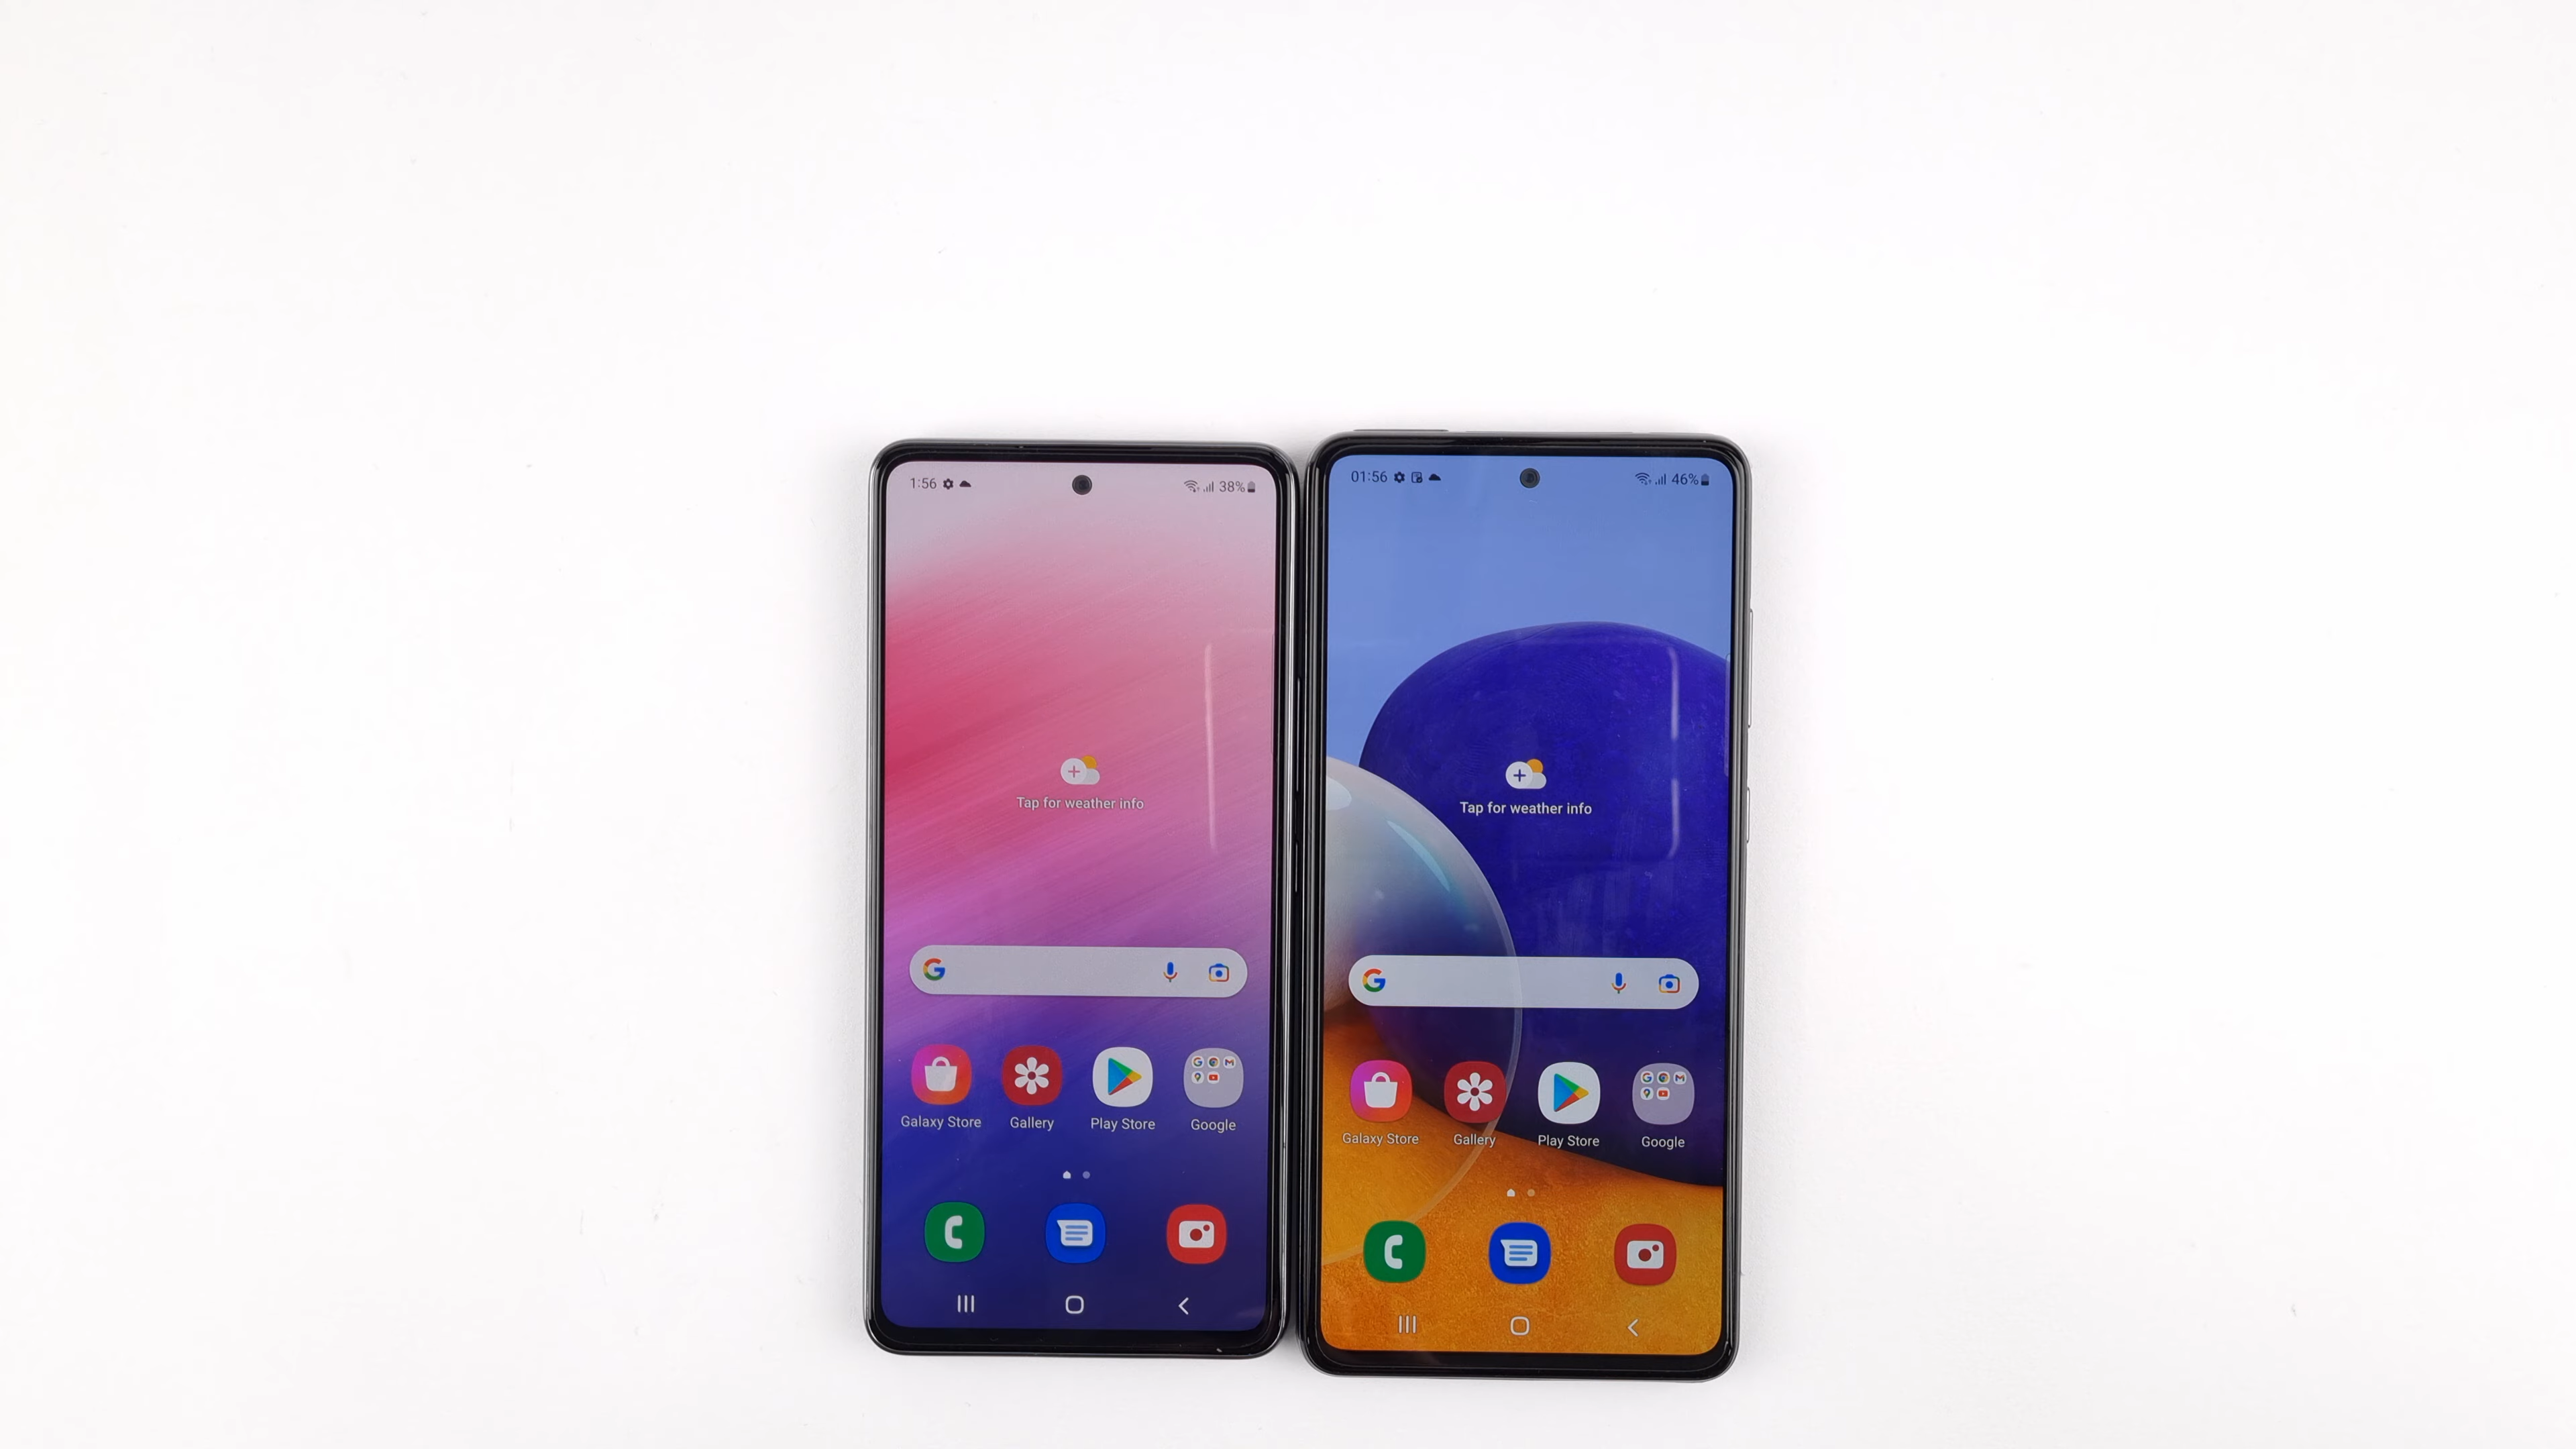 1:56
38%
Tap for weather info
G
Galaxy Store
Gallery
Play Store
Google
01:56
46%
Tap for weather info
G
Galaxy Store
Gallery
Play Store
Google